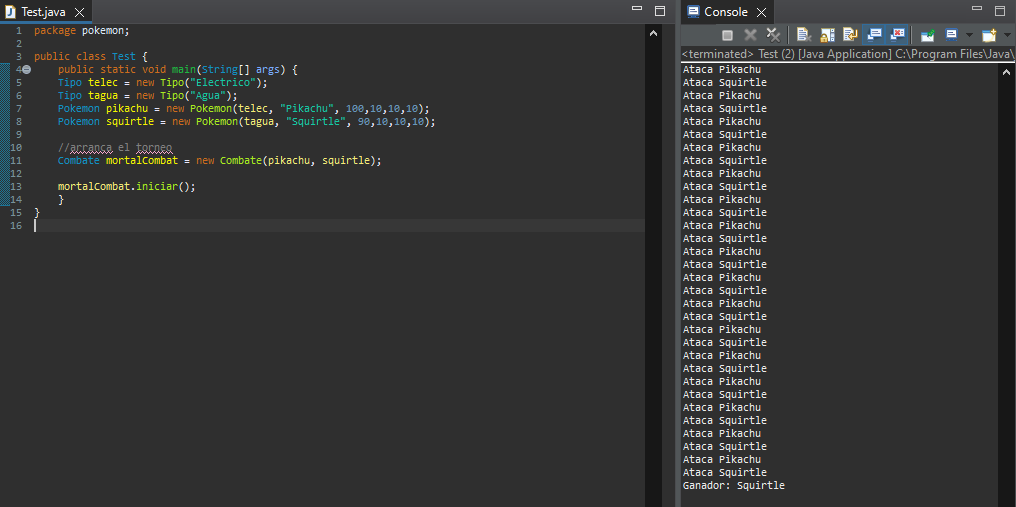 Test.java
1 package pokemon;
2
3 public class Test {
4 public static void main(String[] args) {
5 Tipo telec = new Tipo("Electrico");
6 Tipo tagua = new Tipo("Agua");
7 Pokemon pikachu = new Pokemon(telec, "Pikachu", 100,10,10,10);
8 Pokemon squirtle = new Pokemon(tagua, "Squirtle", 90,10,10,10);
9
10 //arranca el torneo
11 Combate mortalCombat = new Combate(pikachu, squirtle);
12
13 mortalCombat.iniciar();
14 }
15 }
16
Console
<terminated> Test (2) [Java Application] C:\Program Files\Java\
Ataca Pikachu
Ataca Squirtle
Ataca Pikachu
Ataca Squirtle
Ataca Pikachu
Ataca Squirtle
Ataca Pikachu
Ataca Squirtle
Ataca Pikachu
Ataca Squirtle
Ataca Pikachu
Ataca Squirtle
Ataca Pikachu
Ataca Squirtle
Ataca Pikachu
Ataca Squirtle
Ataca Pikachu
Ataca Squirtle
Ataca Pikachu
Ataca Squirtle
Ataca Pikachu
Ataca Squirtle
Ataca Pikachu
Ataca Squirtle
Ataca Pikachu
Ataca Squirtle
Ataca Pikachu
Ataca Squirtle
Ataca Pikachu
Ataca Squirtle
Ataca Pikachu
Ataca Squirtle
Ganador: Squirtle